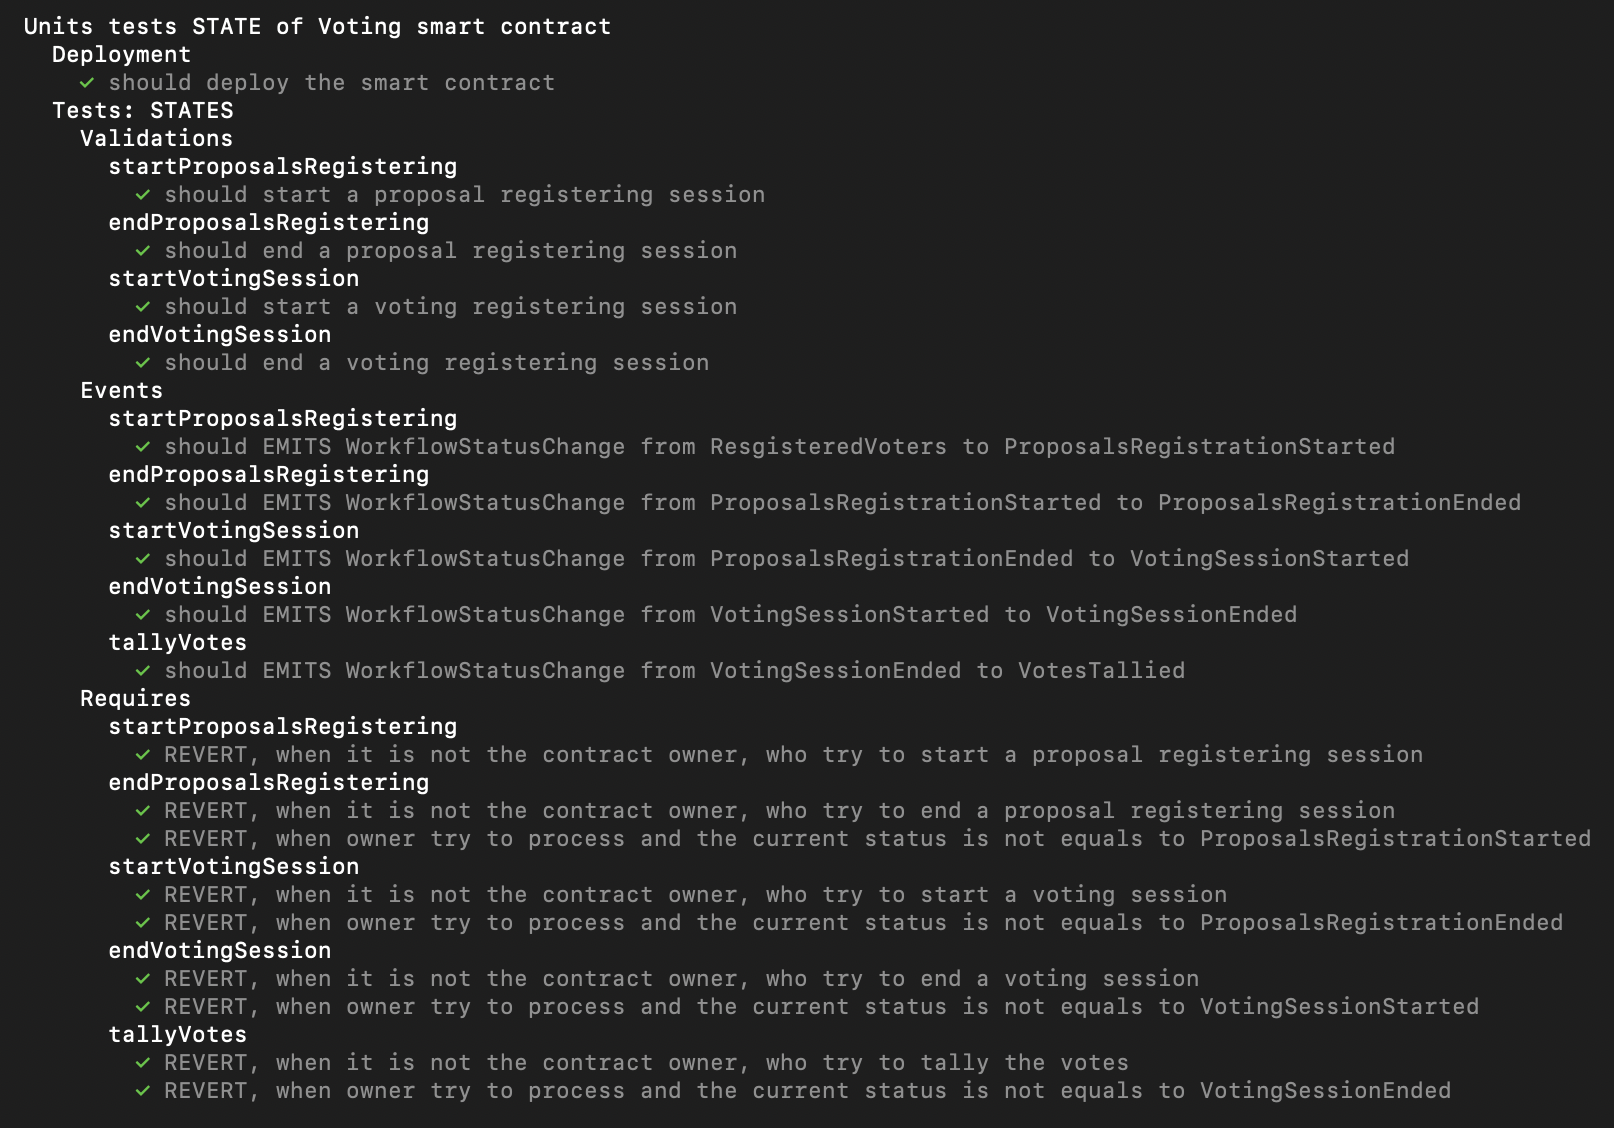 Units tests STATE of Voting smart contract
Deployment
✓ should deploy the smart contract
Tests: STATES
Validations
startProposalsRegistering
✓ should start a proposal registering session
endProposalsRegistering
✓ should end a proposal registering session
startVotingSession
✓ should start a voting registering session
endVotingSession
✓ should end a voting registering session
Events
startProposalsRegistering
✓ should EMITS WorkflowStatusChange from ResgisteredVoters to ProposalsRegistrationStarted
endProposalsRegistering
✓ should EMITS WorkflowStatusChange from ProposalsRegistrationStarted to ProposalsRegistrationEnded
startVotingSession
✓ should EMITS WorkflowStatusChange from ProposalsRegistrationEnded to VotingSessionStarted
endVotingSession
✓ should EMITS WorkflowStatusChange from VotingSessionStarted to VotingSessionEnded
tallyVotes
✓ should EMITS WorkflowStatusChange from VotingSessionEnded to VotesTallied
Requires
startProposalsRegistering
✓ REVERT, when it is not the contract owner, who try to start a proposal registering session
endProposalsRegistering
✓ REVERT, when it is not the contract owner, who try to end a proposal registering session
✓ REVERT, when owner try to process and the current status is not equals to ProposalsRegistrationStarted
startVotingSession
✓ REVERT, when it is not the contract owner, who try to start a voting session
✓ REVERT, when owner try to process and the current status is not equals to ProposalsRegistrationEnded
endVotingSession
✓ REVERT, when it is not the contract owner, who try to end a voting session
✓ REVERT, when owner try to process and the current status is not equals to VotingSessionStarted
tallyVotes
✓ REVERT, when it is not the contract owner, who try to tally the votes
✓ REVERT, when owner try to process and the current status is not equals to VotingSessionEnded